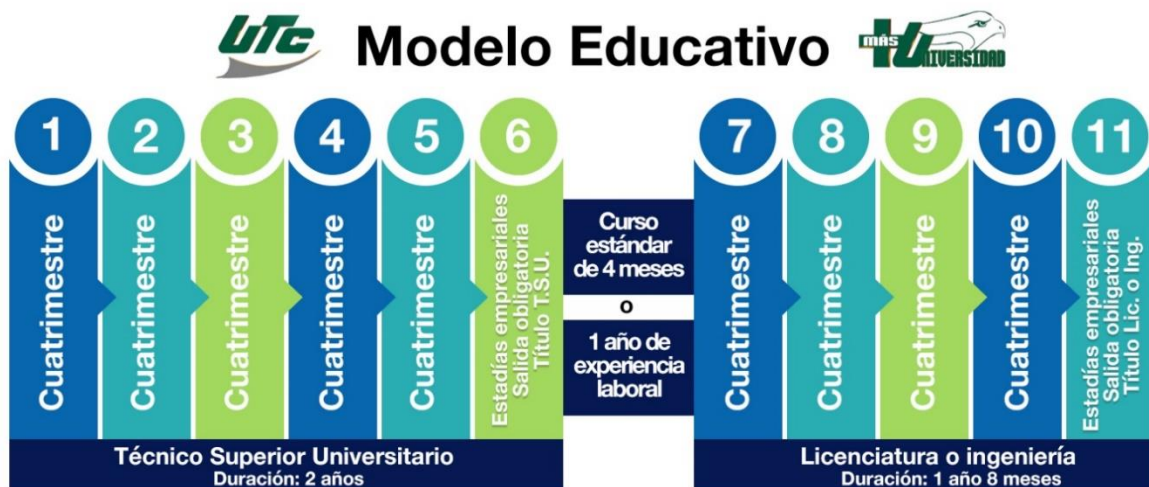 UTC
Modelo Educativo
MÁS
UNIVERSIDAD
1
Cuatrimestre
2
Cuatrimestre
3
Cuatrimestre
4
Cuatrimestre
5
Cuatrimestre
6
Estadías empresariales
Salida obligatoria
Título T.S.U.
Técnico Superior Universitario
Duración: 2 años
Curso
estándar
de 4 meses
o
1 año de
experiencia
laboral
7
Cuatrimestre
8
Cuatrimestre
9
Cuatrimestre
10
Cuatrimestre
11
Estadías empresariales
Salida obligatoria
Título Lic. o Ing.
Licenciatura o ingeniería
Duración: 1 año 8 meses